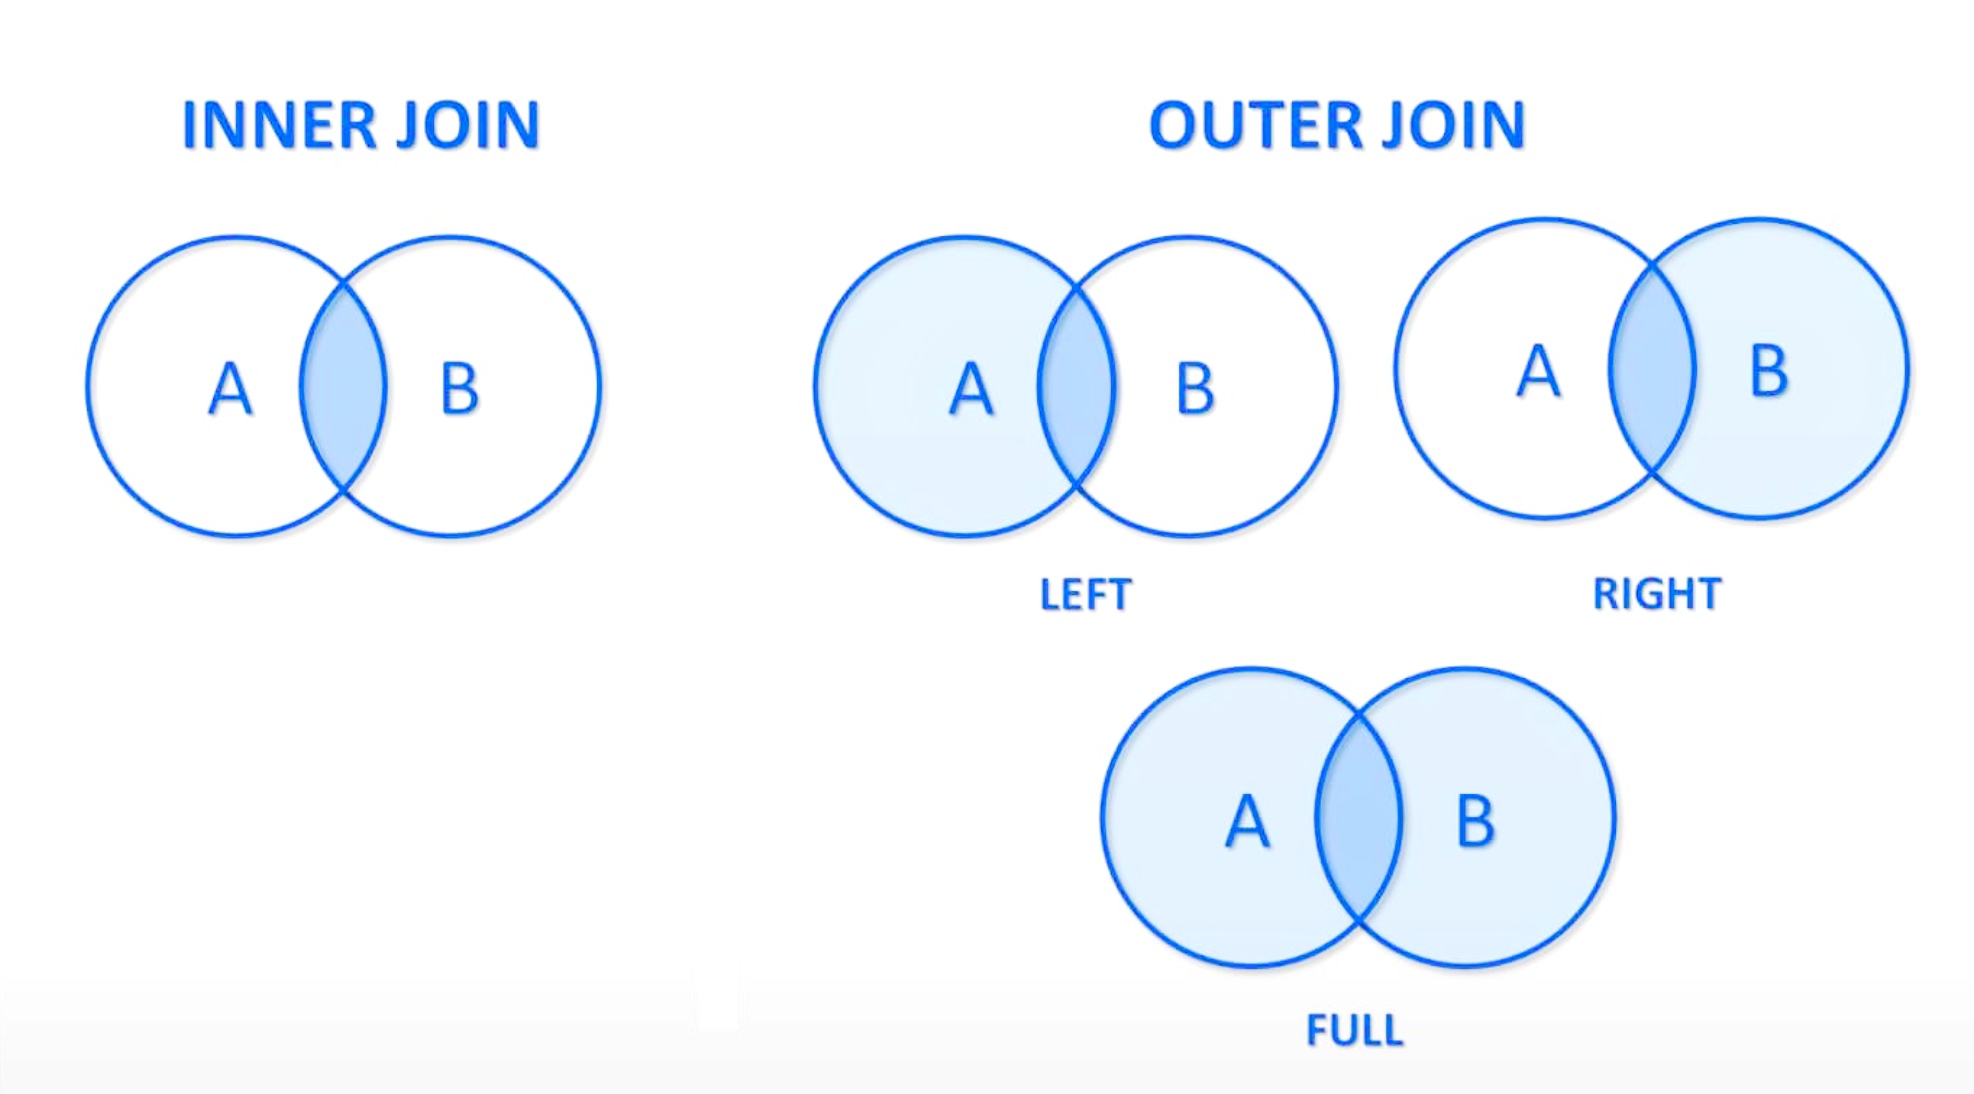 INNER JOIN
OUTER JOIN
A B
A B
A B
LEFT
RIGHT
A B
FULL